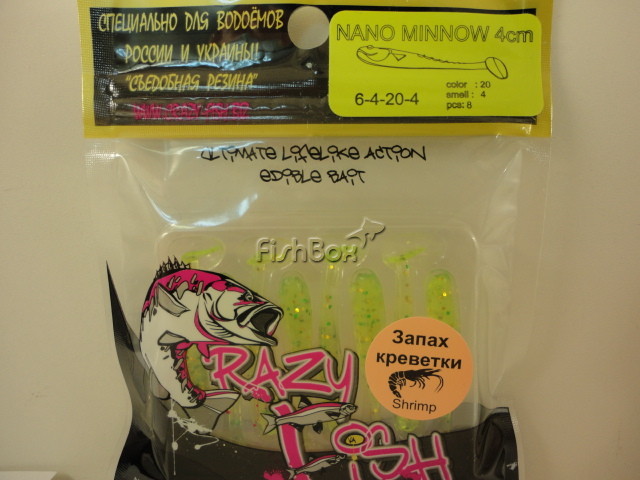 СПЕЦИАЛЬНО ДЛЯ ВОДОЁМОВ
РОССИИ И УКРАИНЫ!
"СЪЕДОБНАЯ РЕЗИНА"
NANO MINNOW 4cm
color : 20
smell : 4
pcs: 8
6-4-20-4
ULTIMATE LIFELIKE ACTION
EDIBLE BAIT
FishBox
CRAZY
FISH
Запах
креветки
Shrimp